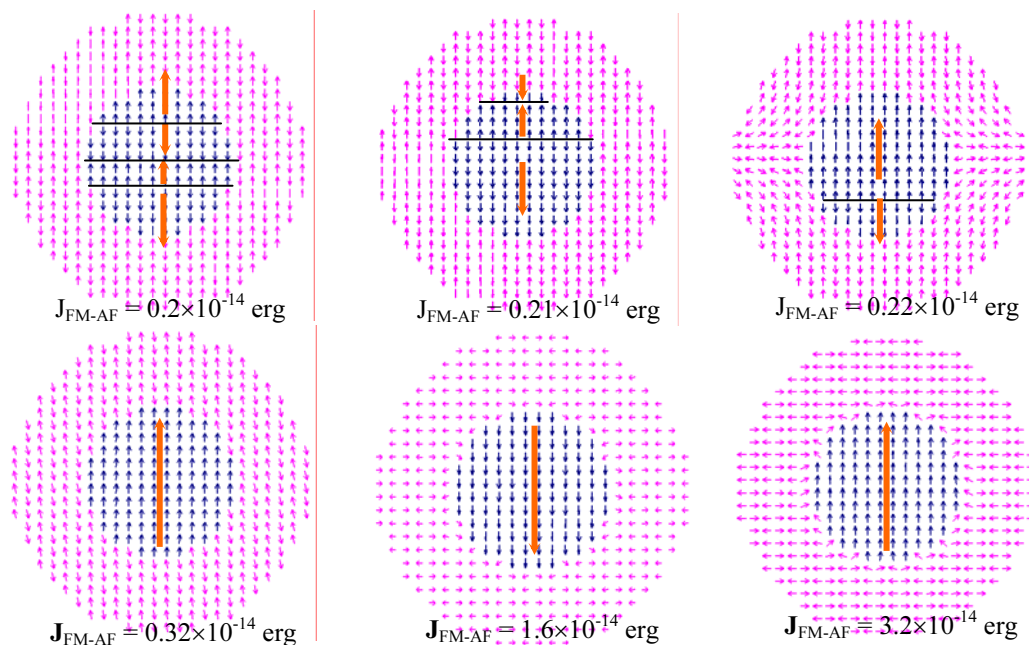 J_FM-AF = 0.2×10^-14 erg
J_FM-AF = 0.21×10^-14 erg
J_FM-AF = 0.22×10^-14 erg
J_FM-AF = 0.32×10^-14 erg
J_FM-AF = 1.6×10^-14 erg
J_FM-AF = 3.2×10^-14 erg